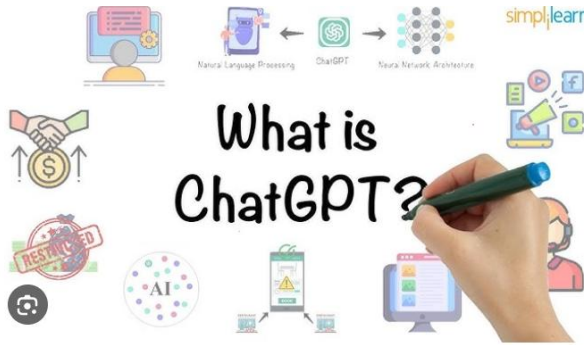 simplilearn
Natural Language Processing
ChatGPT
Neural Network Architecture
What is
ChatGPT?
RESTRICTED
AI